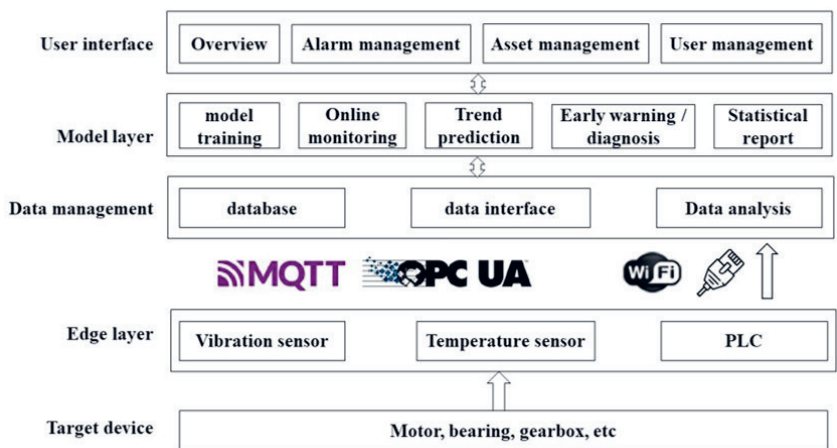 User interface
Overview
Alarm management
Asset management
User management
Model layer
model
training
Online
monitoring
Trend
prediction
Early warning /
diagnosis
Statistical
report
Data management
database
data interface
Data analysis
MQTT
OPC UA
WiFi
Edge layer
Vibration sensor
Temperature sensor
PLC
Target device
Motor, bearing, gearbox, etc